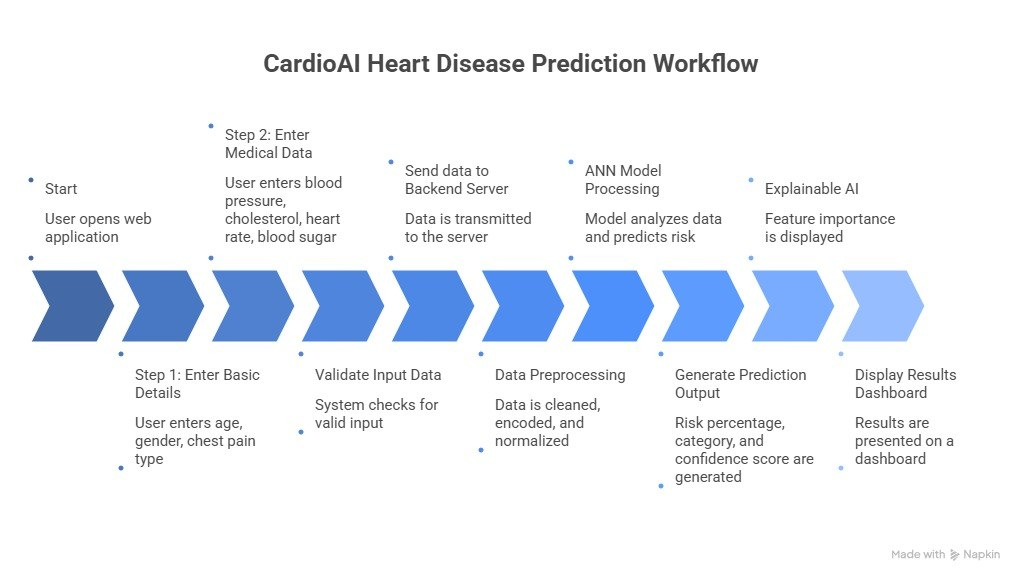 CardioAI Heart Disease Prediction Workflow
Start
User opens web
application
Step 1: Enter Basic
Details
User enters age,
gender, chest pain
type
Step 2: Enter
Medical Data
User enters blood
pressure,
cholesterol, heart
rate, blood sugar
Validate Input Data
System checks for
valid input
Send data to
Backend Server
Data is transmitted
to the server
Data Preprocessing
Data is cleaned,
encoded, and
normalized
ANN Model
Processing
Model analyzes data
and predicts risk
Generate Prediction
Output
Risk percentage,
category, and
confidence score are
generated
Explainable AI
Feature importance
is displayed
Display Results
Dashboard
Results are
presented on a
dashboard
Made with Napkin